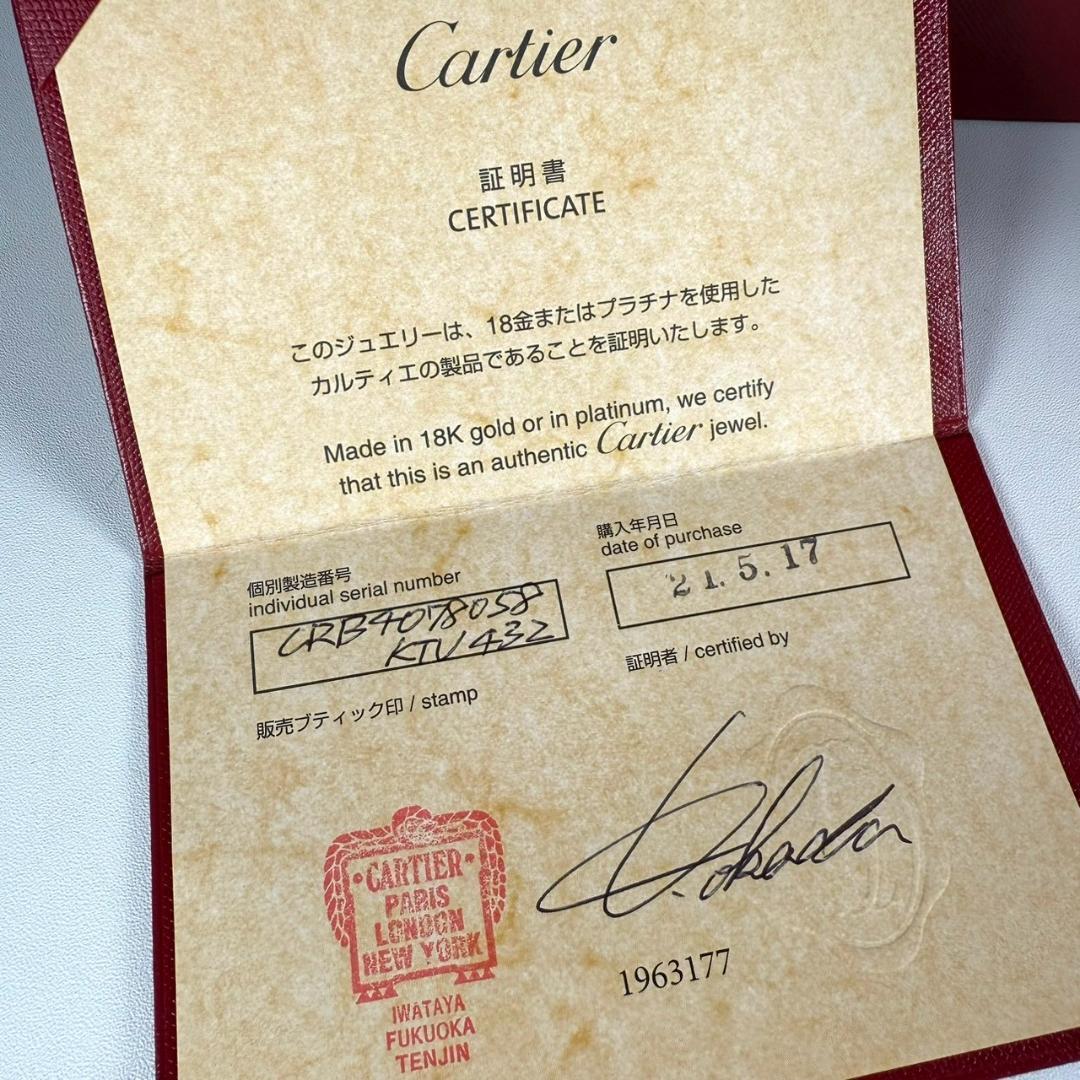 Cartier
証明書
CERTIFICATE
このジュエリーは、18金またはプラチナを使用した
カルティエの製品であることを証明いたします。
Made in 18K gold or in platinum, we certify
that this is an authentic Cartier jewel.
個別製造番号
individual serial number
CRB4078058
KTU432
購入年月日
date of purchase
21.5.17
販売ブティック印 / stamp
証明者 / certified by
CARTIER
PARIS
LONDON
NEW YORK
IWATAYA
FUKUOKA
TENJIN
1963177